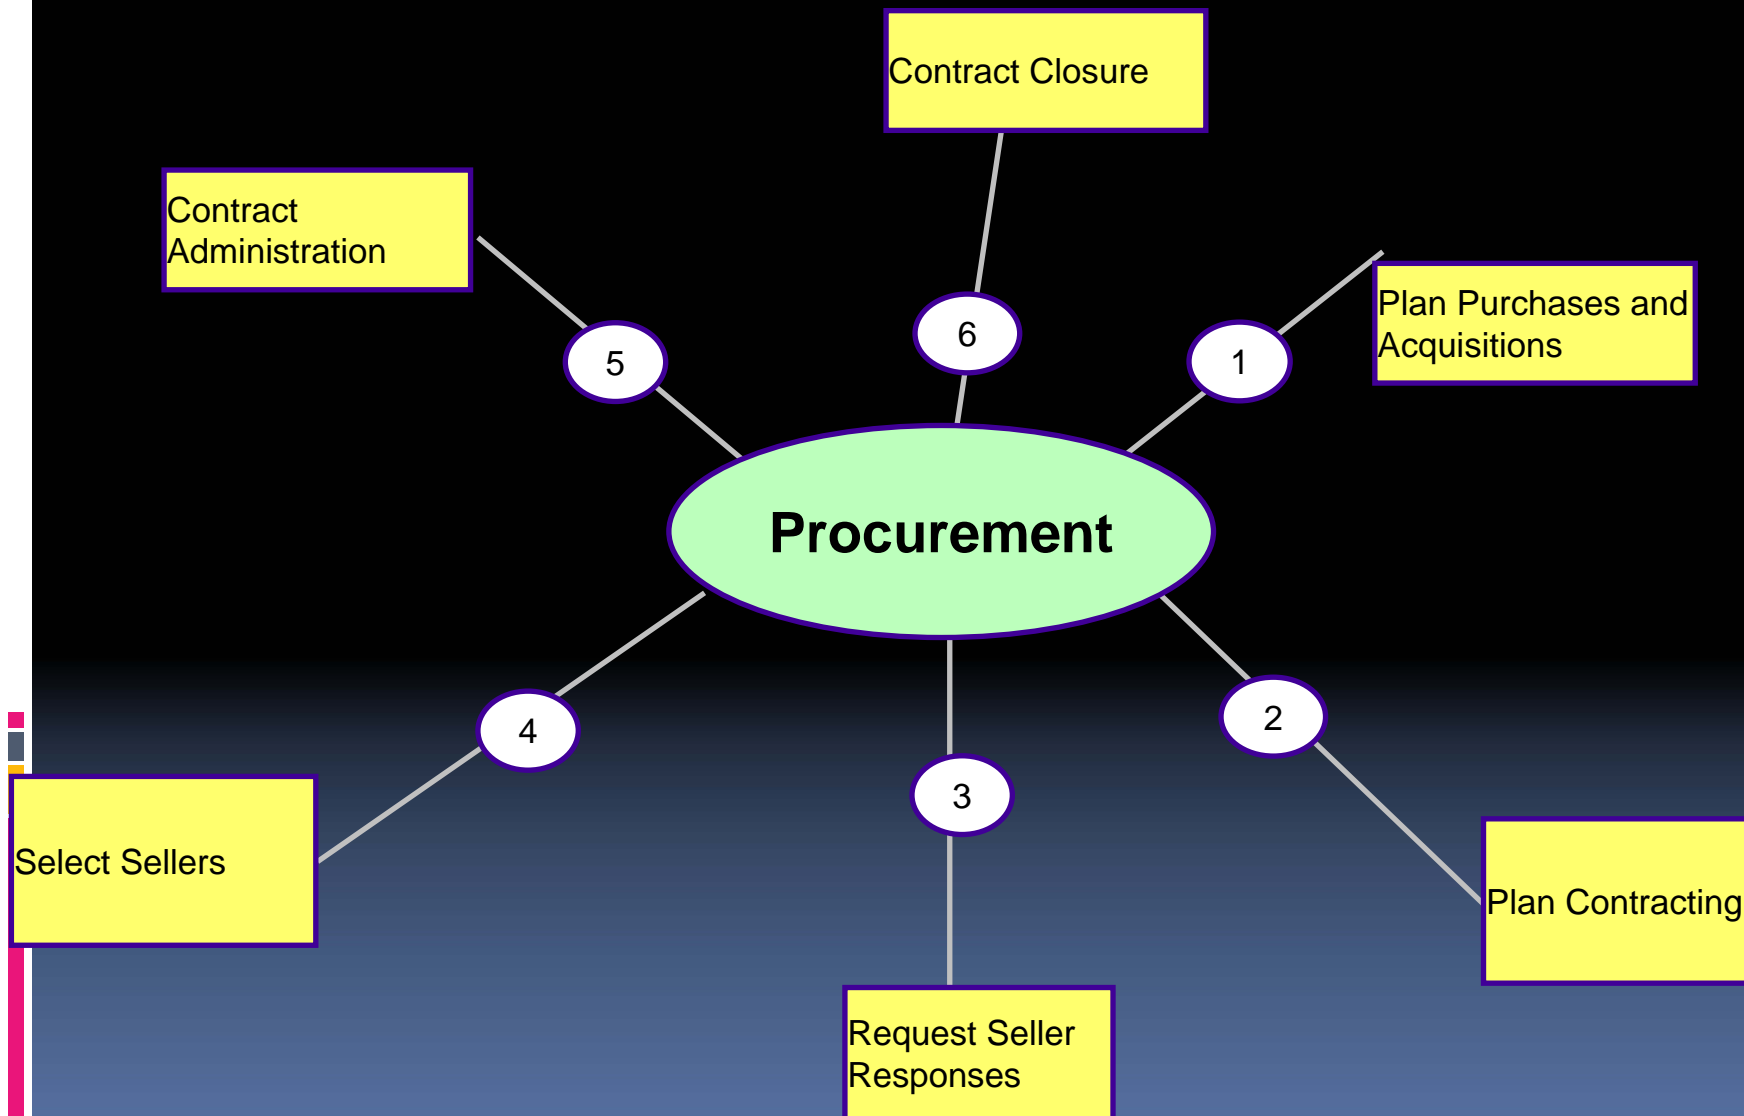 Contract Closure
Contract
Administration
Plan Purchases and
Acquisitions
6
5
1
Procurement
2
4
3
Select Sellers
Plan Contracting
Request Seller
Responses